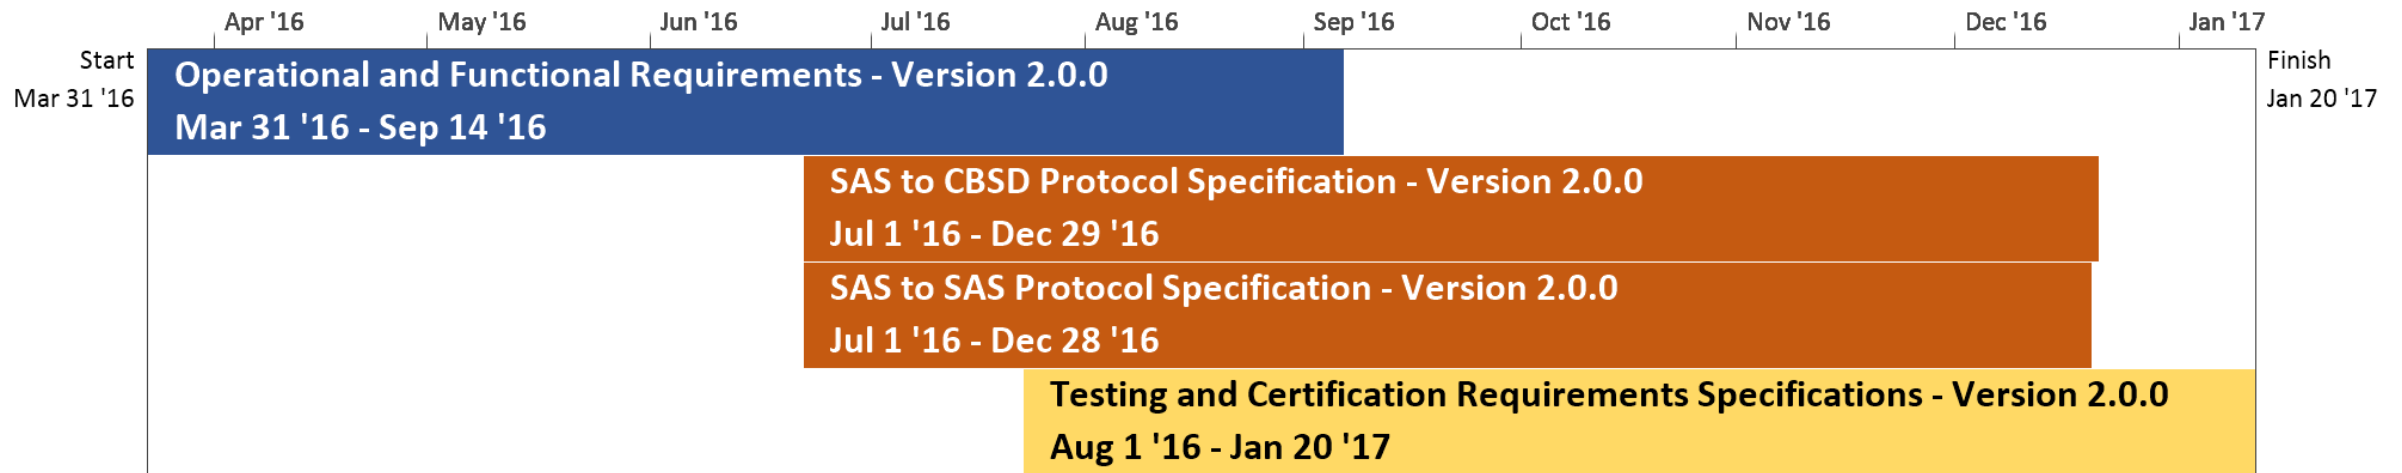 Apr '16 May '16 Jun '16 Jul '16 Aug '16 Sep '16 Oct '16 Nov '16 Dec '16 Jan '17
Start
Mar 31 '16
Operational and Functional Requirements - Version 2.0.0
Mar 31 '16 - Sep 14 '16
Finish
Jan 20 '17
SAS to CBSD Protocol Specification - Version 2.0.0
Jul 1 '16 - Dec 29 '16
SAS to SAS Protocol Specification - Version 2.0.0
Jul 1 '16 - Dec 28 '16
Testing and Certification Requirements Specifications - Version 2.0.0
Aug 1 '16 - Jan 20 '17